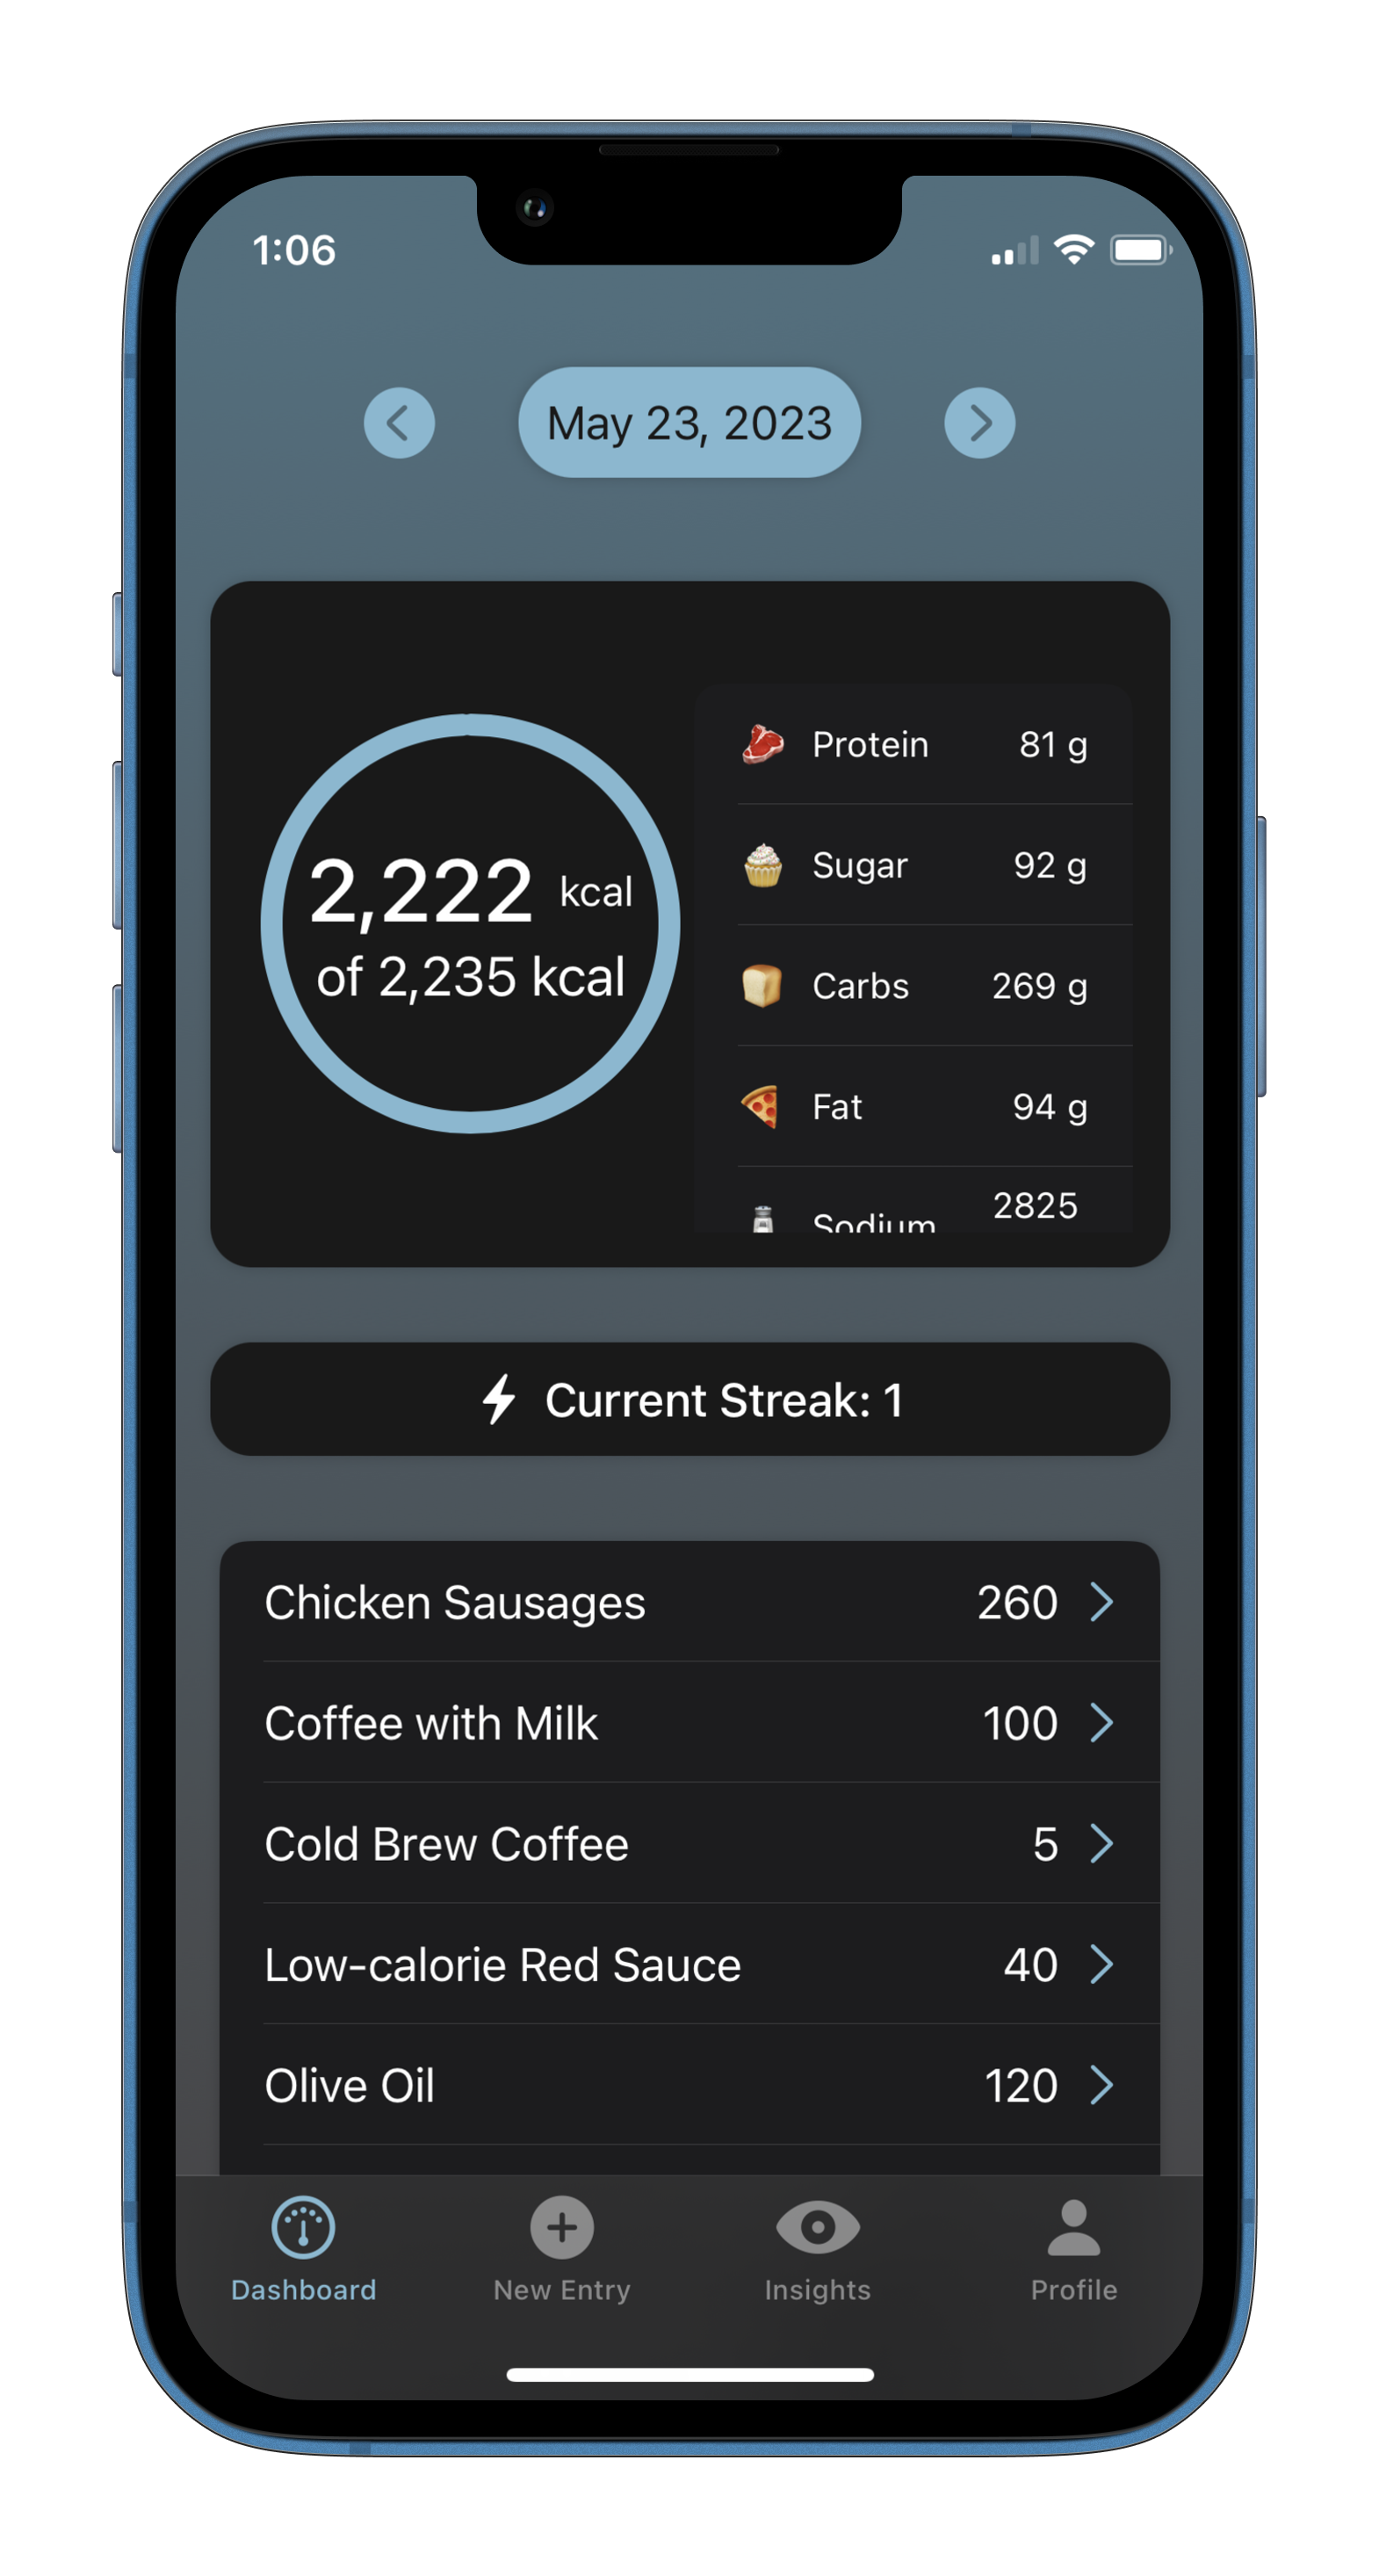 1:06
May 23, 2023
2,222 kcal
of 2,235 kcal
Protein 81 g
Sugar 92 g
Carbs 269 g
Fat 94 g
Sodium 2825
Current Streak: 1
Chicken Sausages 260
Coffee with Milk 100
Cold Brew Coffee 5
Low-calorie Red Sauce 40
Olive Oil 120
Dashboard
New Entry
Insights
Profile